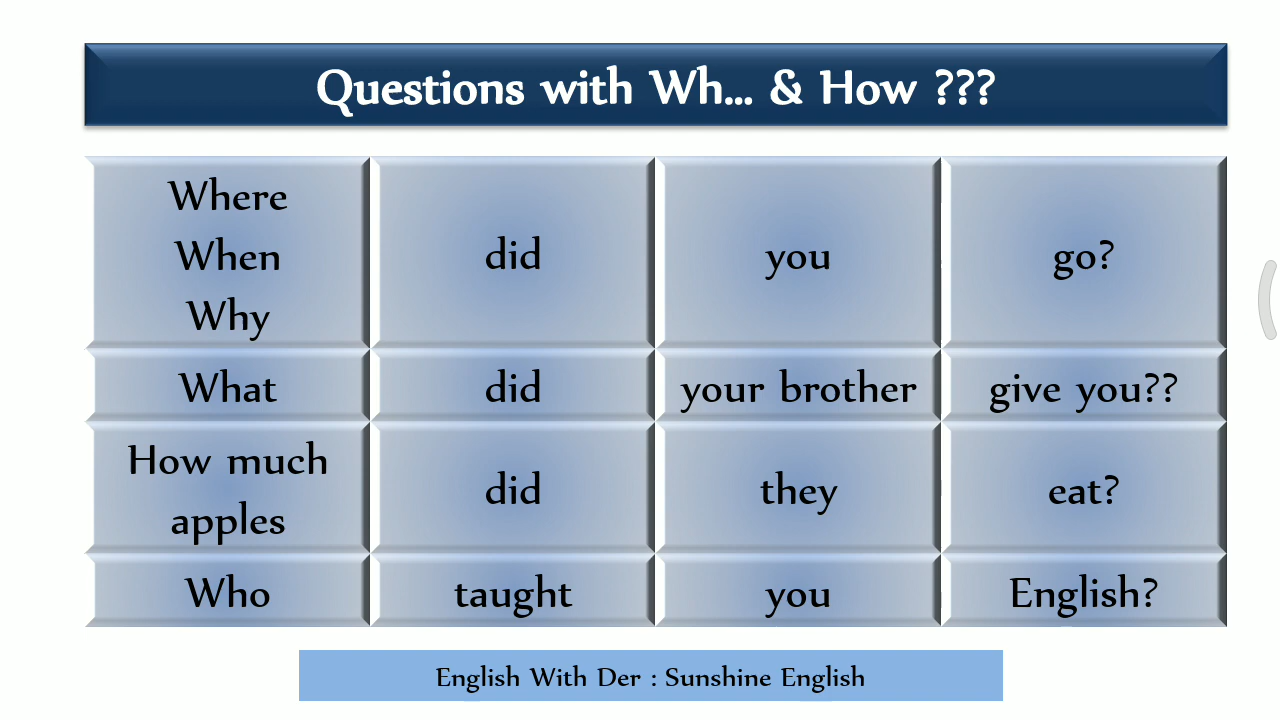 Questions with Wh... & How ???
Where
When
Why
did
you
go?
What
did
your brother
give you??
How much
apples
did
they
eat?
Who
taught
you
English?
English With Der : Sunshine English